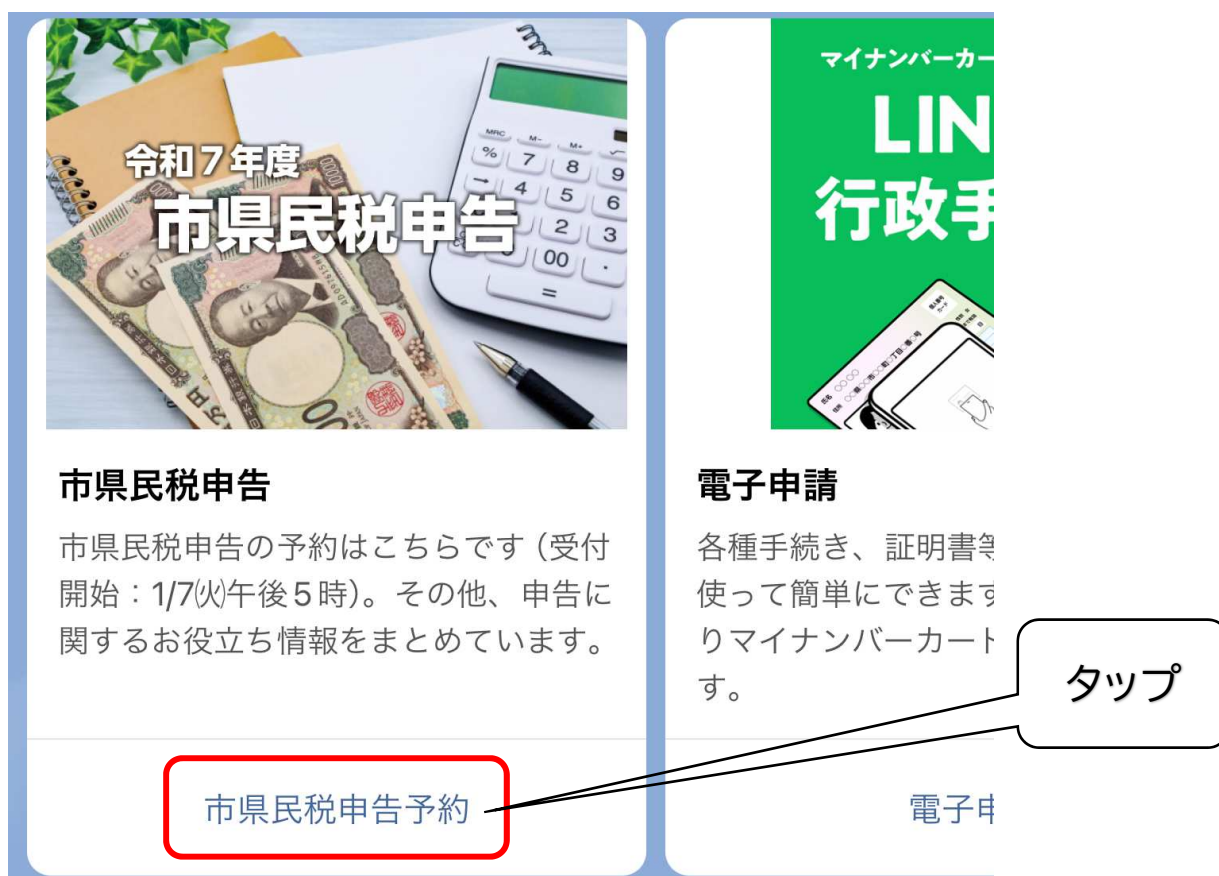 令和7年度
市県民税申告
市県民税申告
市県民税申告の予約はこちらです（受付
開始：1/7㈫午後5時）。その他、申告に
関するお役立ち情報をまとめています。
市県民税申告予約
マイナンバーカー
LIN
行政手
電子申請
各種手続き、証明書等
使って簡単にできます
りマイナンバーカード
す。
電子申
タップ